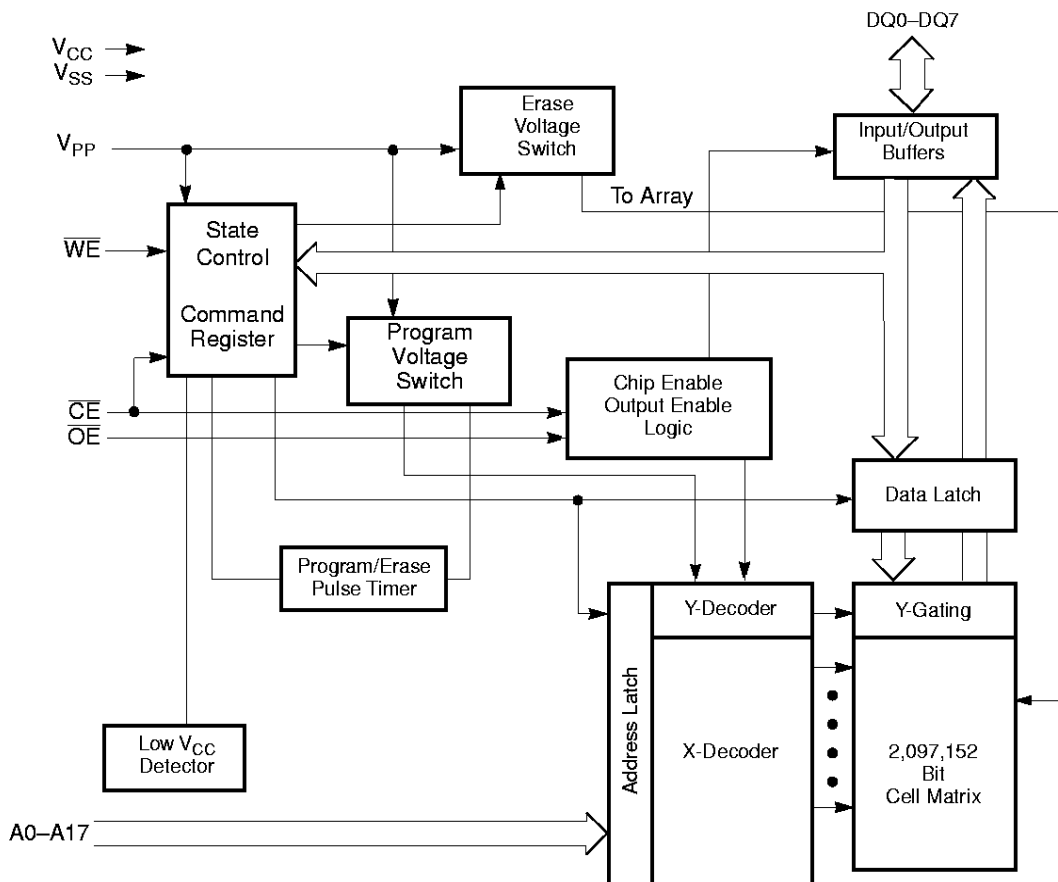 DQ0–DQ7
VCC
VSS
Erase
Voltage
Switch
Input/Output
Buffers
VPP
To Array
State
Control
Command
Register
WE
Program
Voltage
Switch
Chip Enable
Output Enable
Logic
CE
OE
Data Latch
Program/Erase
Pulse Timer
Address Latch
Y-Decoder
Y-Gating
X-Decoder
2,097,152
Bit
Cell Matrix
Low VCC
Detector
A0–A17